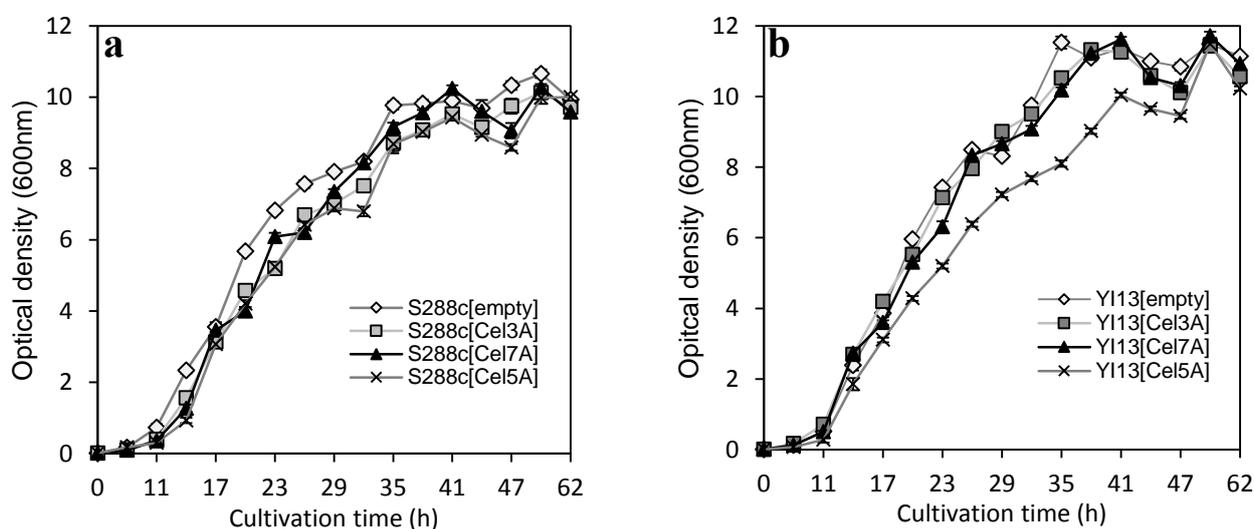 a
Optical density (600nm)
12
10
8
6
4
2
0
0 11 17 23 29 35 41 47 62
Cultivation time (h)
S288c[empty]
S288c[Cel3A]
S288c[Cel7A]
S288c[Cel5A]
b
Opitcal density (600nm)
12
10
8
6
4
2
0
0 11 17 23 29 35 41 47 62
Cultivation time (h)
YI13[empty]
YI13[Cel3A]
YI13[Cel7A]
YI13[Cel5A]